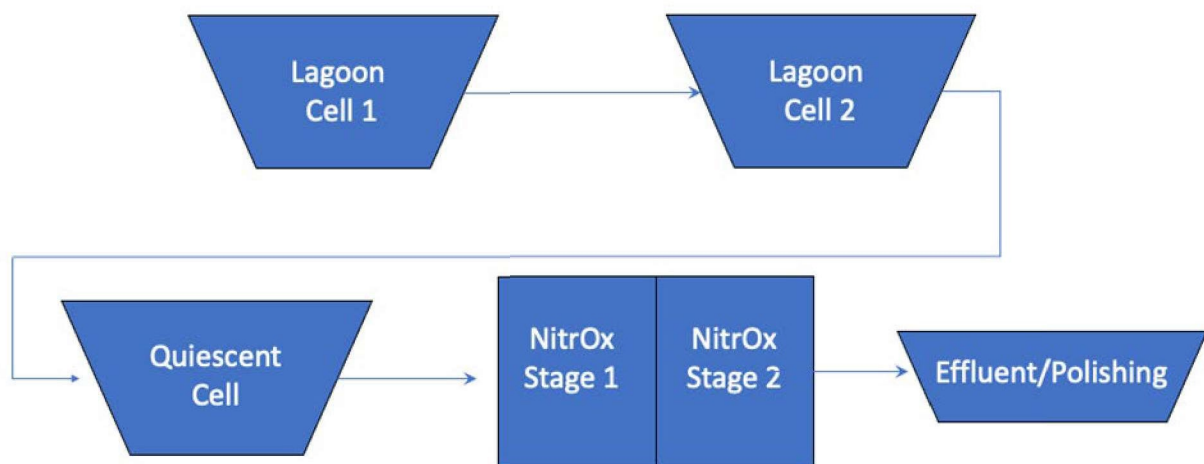 Lagoon
Cell 1
Lagoon
Cell 2
Quiescent
Cell
NitrOx
Stage 1
NitrOx
Stage 2
Effluent/Polishing